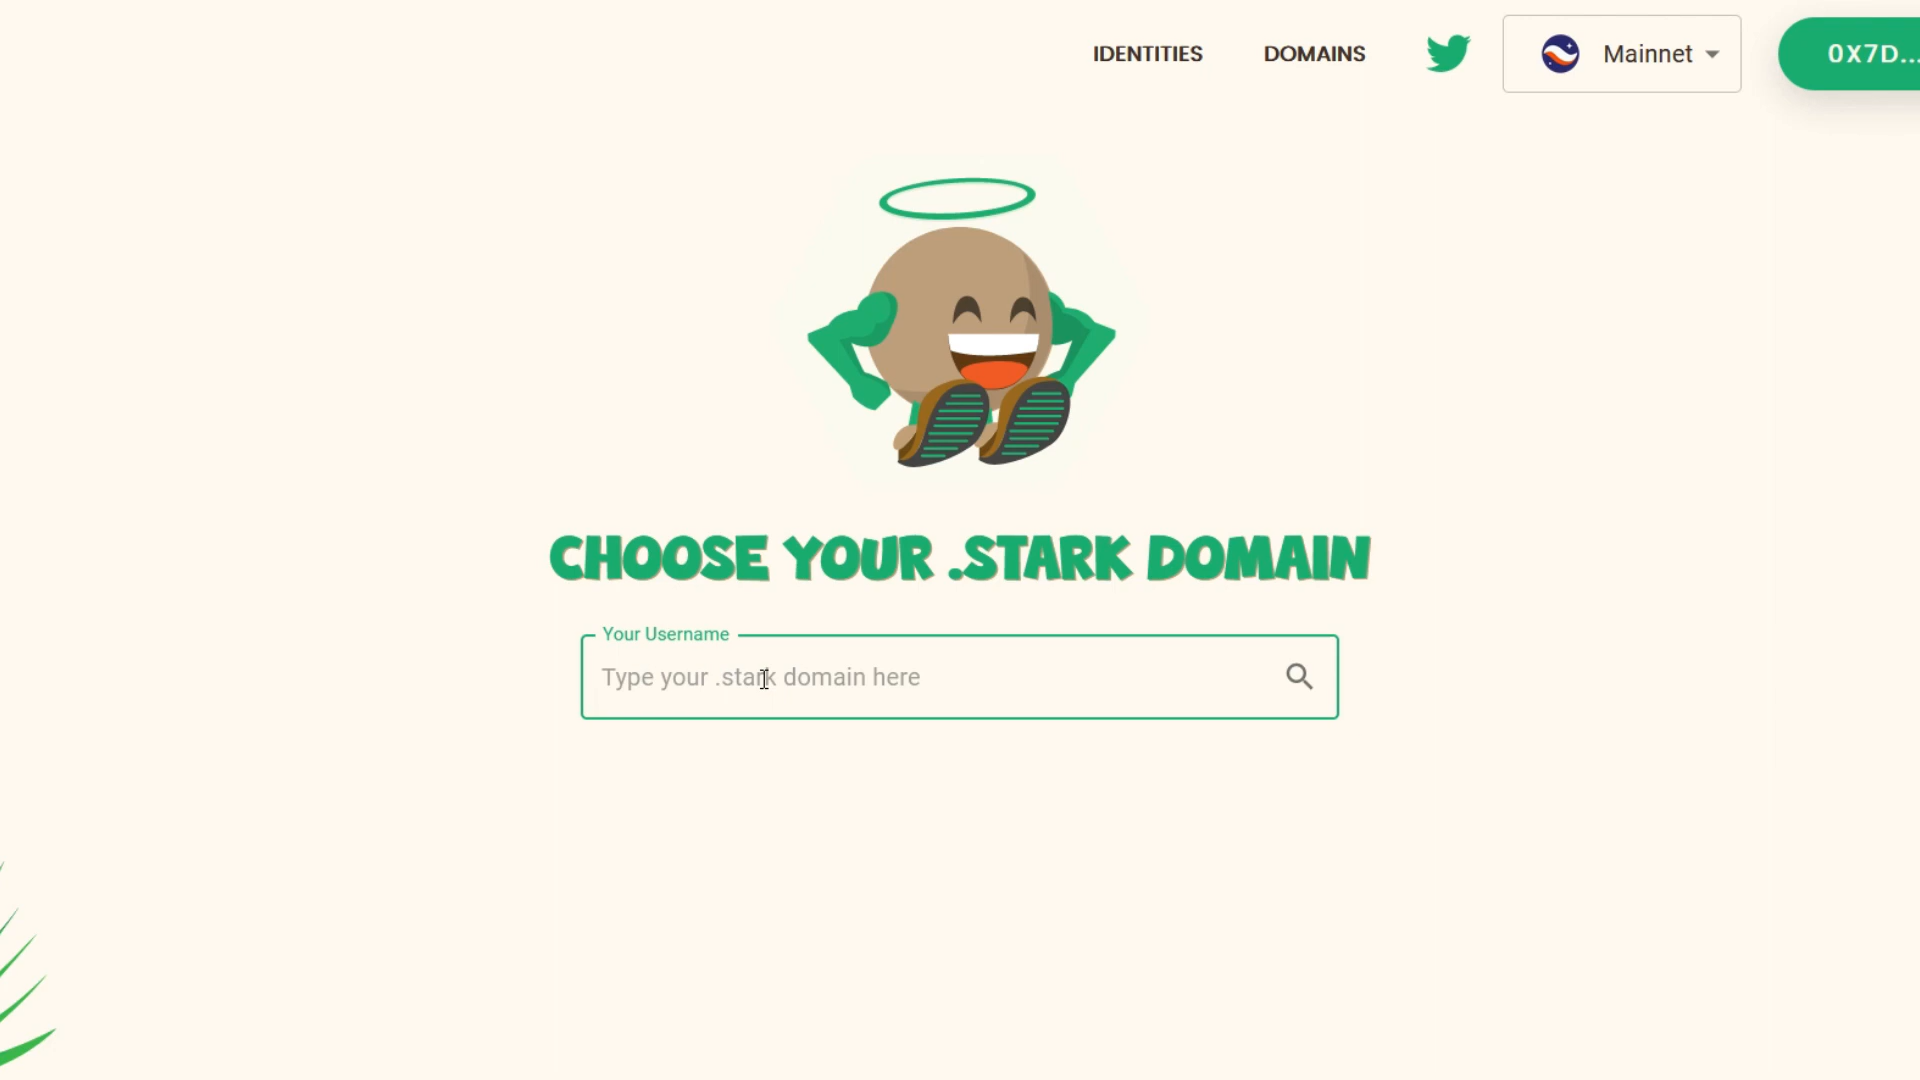 IDENTITIES DOMAINS Mainnet 0X7D...
CHOOSE YOUR .STARK DOMAIN
Your Username
Type your .stark domain here